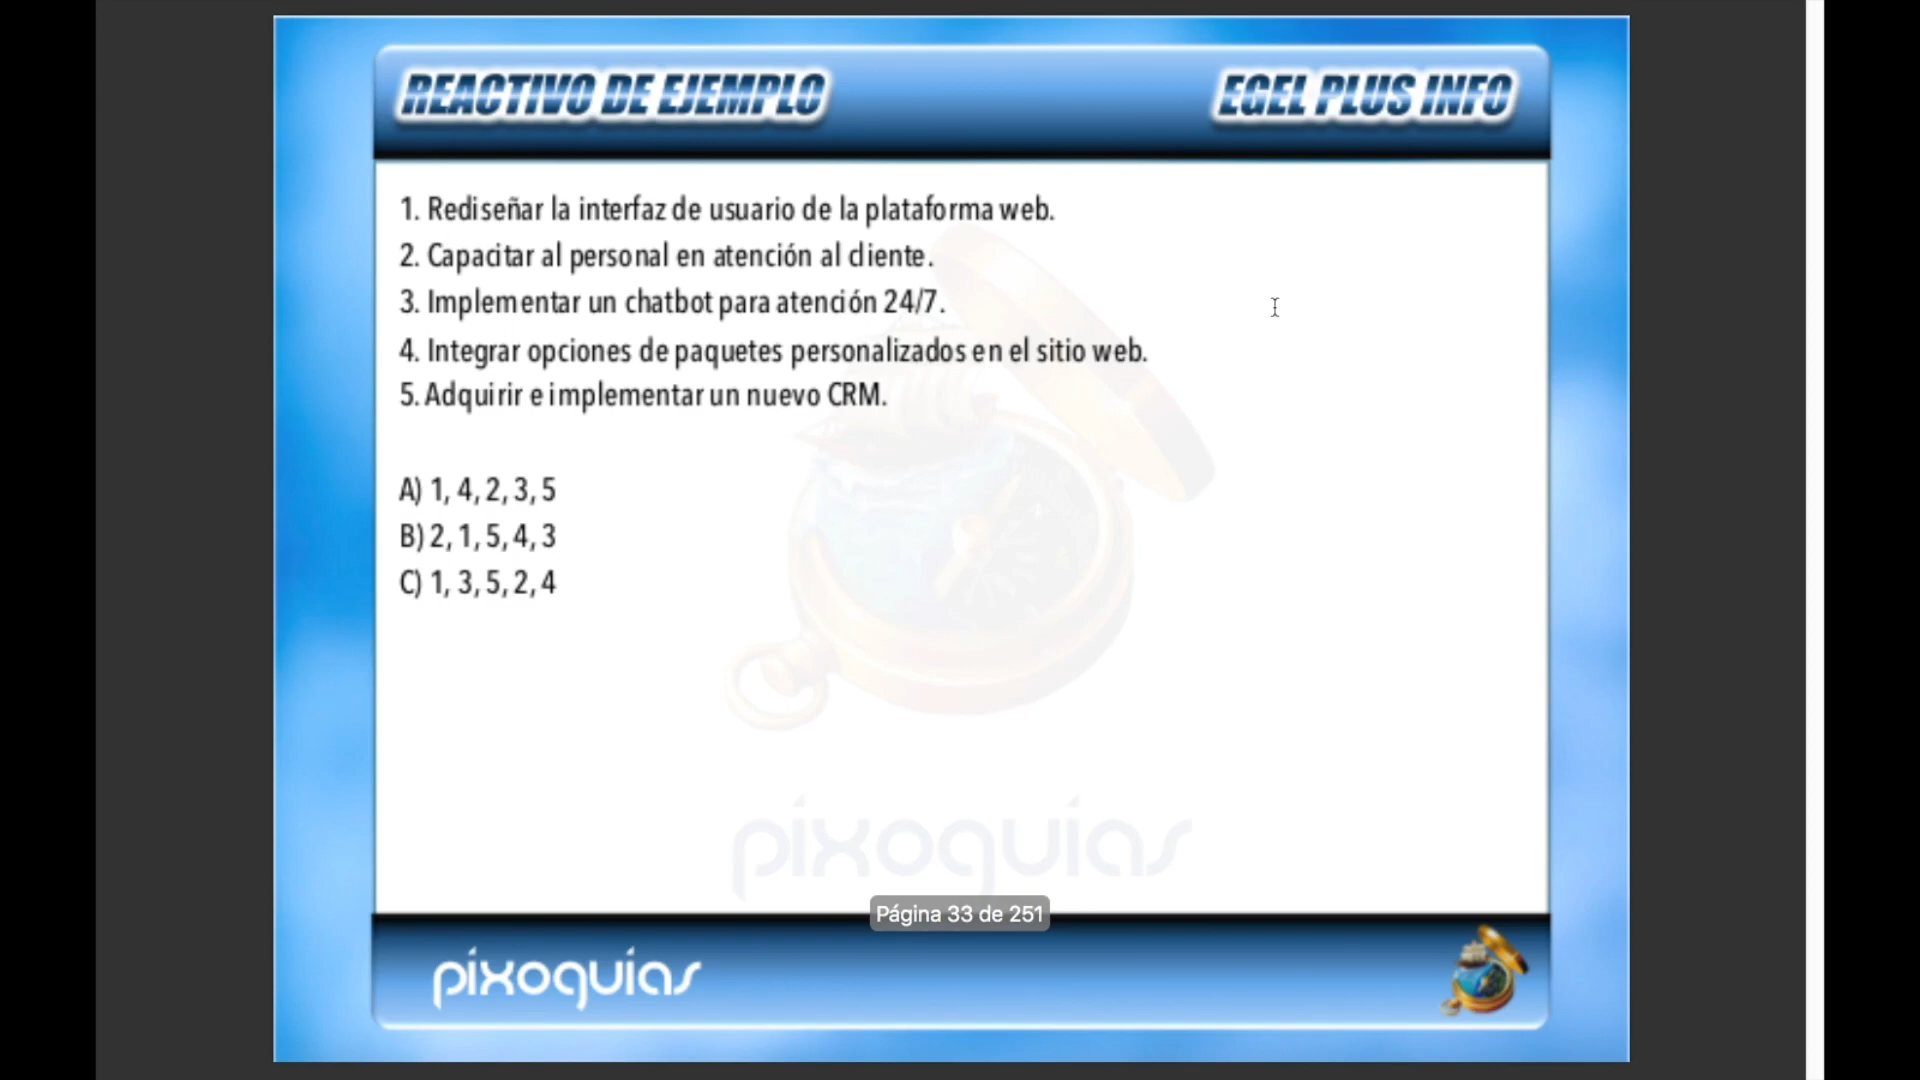 REACTIVO DE EJEMPLO
EGEL PLUS INFO
1. Rediseñar la interfaz de usuario de la plataforma web.
2. Capacitar al personal en atención al cliente.
3. Implementar un chatbot para atención 24/7.
4. Integrar opciones de paquetes personalizados en el sitio web.
5. Adquirir e implementar un nuevo CRM.
A) 1, 4, 2, 3, 5
B) 2, 1, 5, 4, 3
C) 1, 3, 5, 2, 4
pixoguías
Página 33 de 251
pixoguías